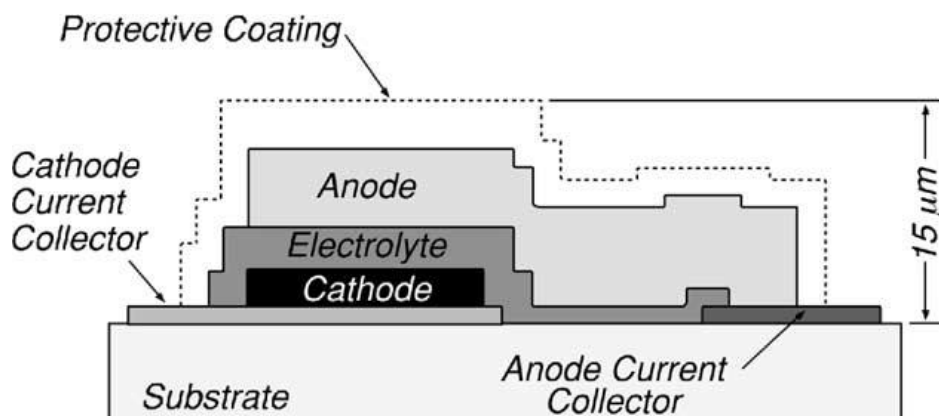 Protective Coating
Cathode
Current
Collector
Anode
Electrolyte
Cathode
15 μm
Anode Current
Collector
Substrate